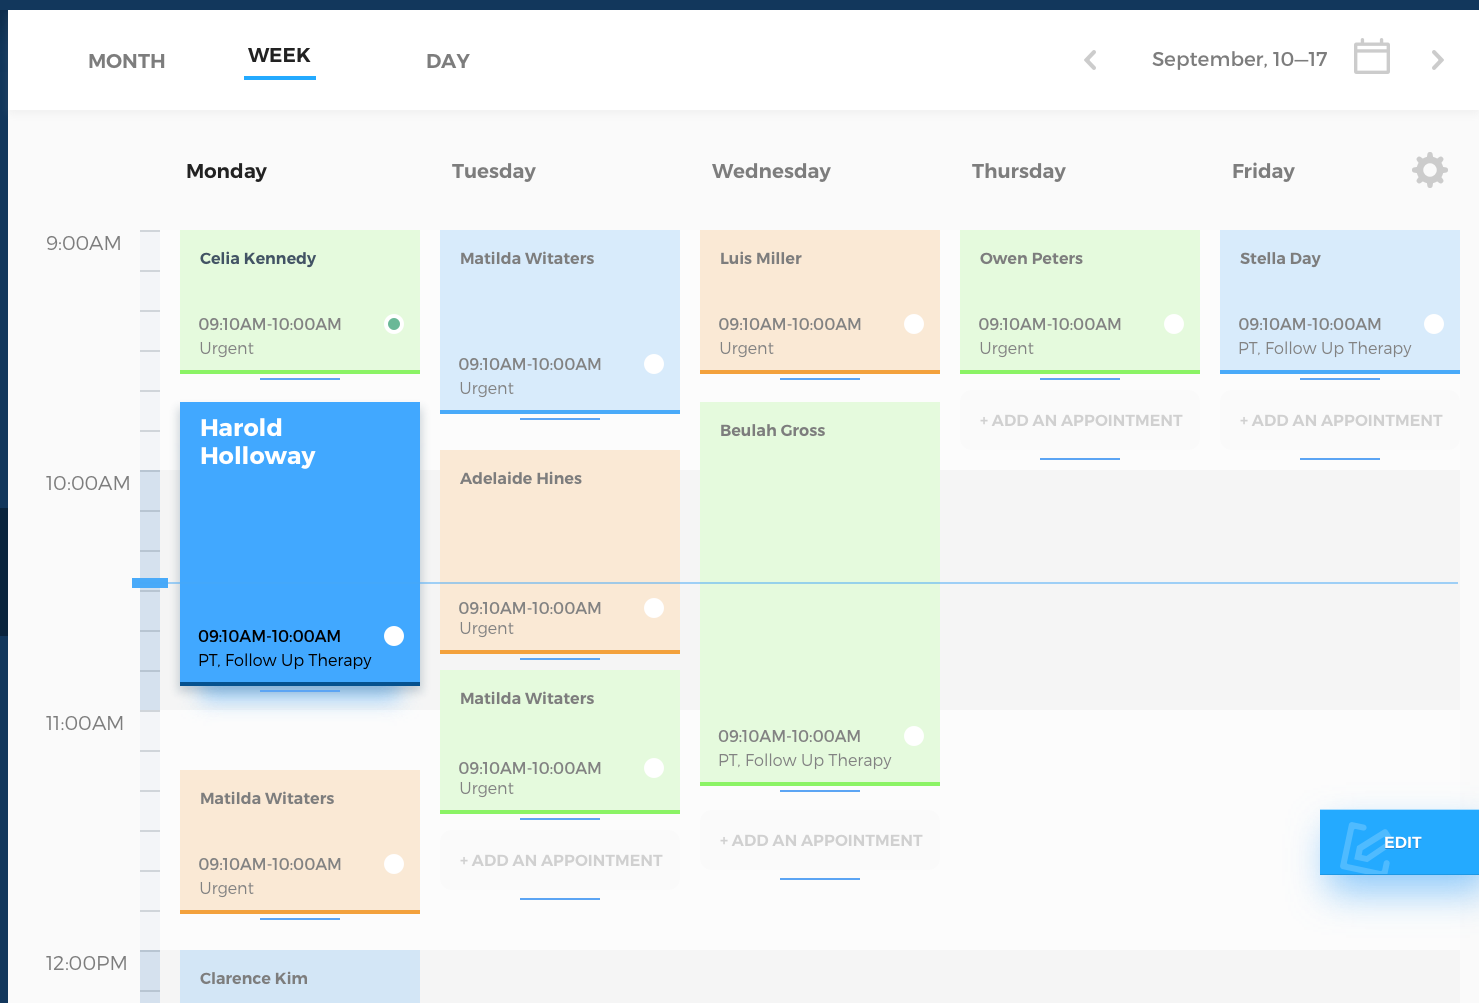 MONTH
WEEK
DAY
September, 10—17
Monday
Tuesday
Wednesday
Thursday
Friday
9:00AM
10:00AM
11:00AM
12:00PM
Celia Kennedy
09:10AM-10:00AM
Urgent
Harold
Holloway
09:10AM-10:00AM
PT, Follow Up Therapy
Matilda Witaters
09:10AM-10:00AM
Urgent
Clarence Kim
Matilda Witaters
09:10AM-10:00AM
Urgent
Adelaide Hines
09:10AM-10:00AM
Urgent
Matilda Witaters
09:10AM-10:00AM
Urgent
+ ADD AN APPOINTMENT
Luis Miller
09:10AM-10:00AM
Urgent
Beulah Gross
09:10AM-10:00AM
PT, Follow Up Therapy
+ ADD AN APPOINTMENT
Owen Peters
09:10AM-10:00AM
Urgent
+ ADD AN APPOINTMENT
Stella Day
09:10AM-10:00AM
PT, Follow Up Therapy
+ ADD AN APPOINTMENT
EDIT